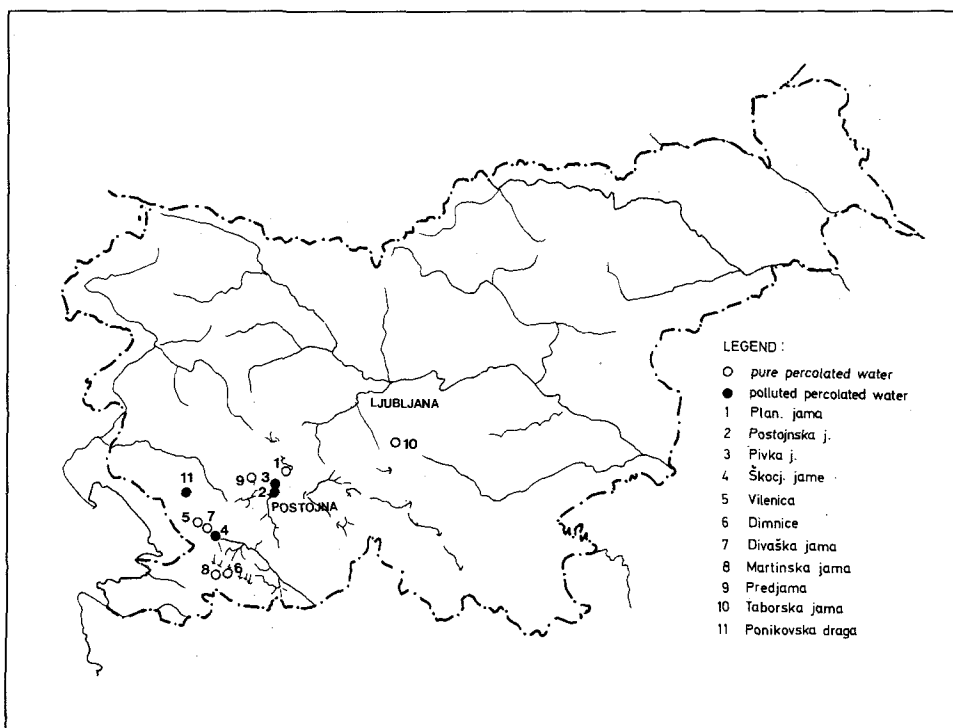 LJUBLJANA
10
1
9
3
2
POSTOJNA
11
5
7
4
8
6
LEGEND :
pure percolated water
polluted percolated water
1 Plan. jama
2 Postojnska j.
3 Pivka j.
4 Škocj. jame
5 Vilenica
6 Dimnice
7 Divaška jama
8 Martinska jama
9 Predjama
10 Taborska jama
11 Ponikovska draga